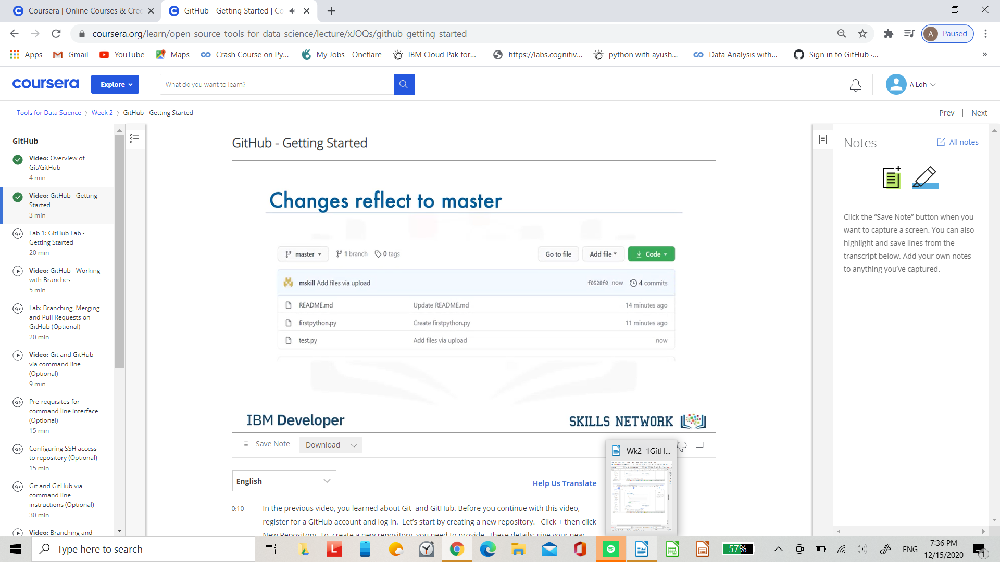 Coursera | Online Courses & Cre
GitHub - Getting Started | Co
coursera.org/learn/open-source-tools-for-data-science/lecture/xJOQs/github-getting-started
A Paused
Apps
Gmail
YouTube
Maps
Crash Course on Py...
My Jobs - Oneflare
IBM Cloud Pak for...
https://labs.cognitiv...
python with ayush...
Data Analysis with...
Sign in to GitHub ·...
»
coursera
Explore
What do you want to learn?
A Loh
Tools for Data Science > Week 2 > GitHub - Getting Started
Prev | Next
GitHub
Video: Overview of
Git/GitHub
4 min
Video: GitHub - Getting
Started
3 min
Lab 1: GitHub Lab -
Getting Started
20 min
Video: GitHub - Working
with Branches
5 min
Lab: Branching, Merging
and Pull Requests on
GitHub (Optional)
20 min
Video: Git and GitHub
via command line
(Optional)
9 min
Pre-requisites for
command line interface
(Optional)
15 min
Configuring SSH access
to repository (Optional)
15 min
Git and GitHub via
command line
instructions (Optional)
30 min
Video: Branching and
GitHub - Getting Started
Changes reflect to master
master
1 branch
0 tags
Go to file
Add file
Code
mskill Add files via upload
f0528f0 now
4 commits
README.md Update README.md 14 minutes ago
firstpython.py Create firstpython.py 11 minutes ago
test.py Add files via upload now
IBM Developer
SKILLS NETWORK
Save Note
Download
Wk2 1GitH...
English
Help Us Translate
0:10
In the previous video, you learned about Git and GitHub. Before you continue with this video,
register for a GitHub account and log in. Let's start by creating a new repository. Click + then click
New Repository. To create a new repository, you need to provide these details: give your new
Notes
All notes
Click the “Save Note” button when you
want to capture a screen. You can also
highlight and save lines from the
transcript below. Add your own notes
to anything you’ve captured.
Type here to search
57%
ENG
7:36 PM
12/15/2020
1